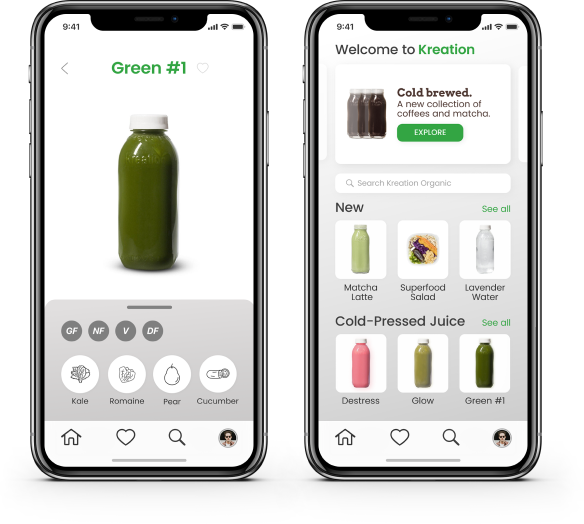 9:41
Green #1
GF NF V DF
Kale Romaine Pear Cucumber
9:41
Welcome to Kreation
Cold brewed.
A new collection of
coffees and matcha.
EXPLORE
Search Kreation Organic
New See all
Matcha
Latte
Superfood
Salad
Lavender
Water
Cold-Pressed Juice See all
Destress Glow Green #1